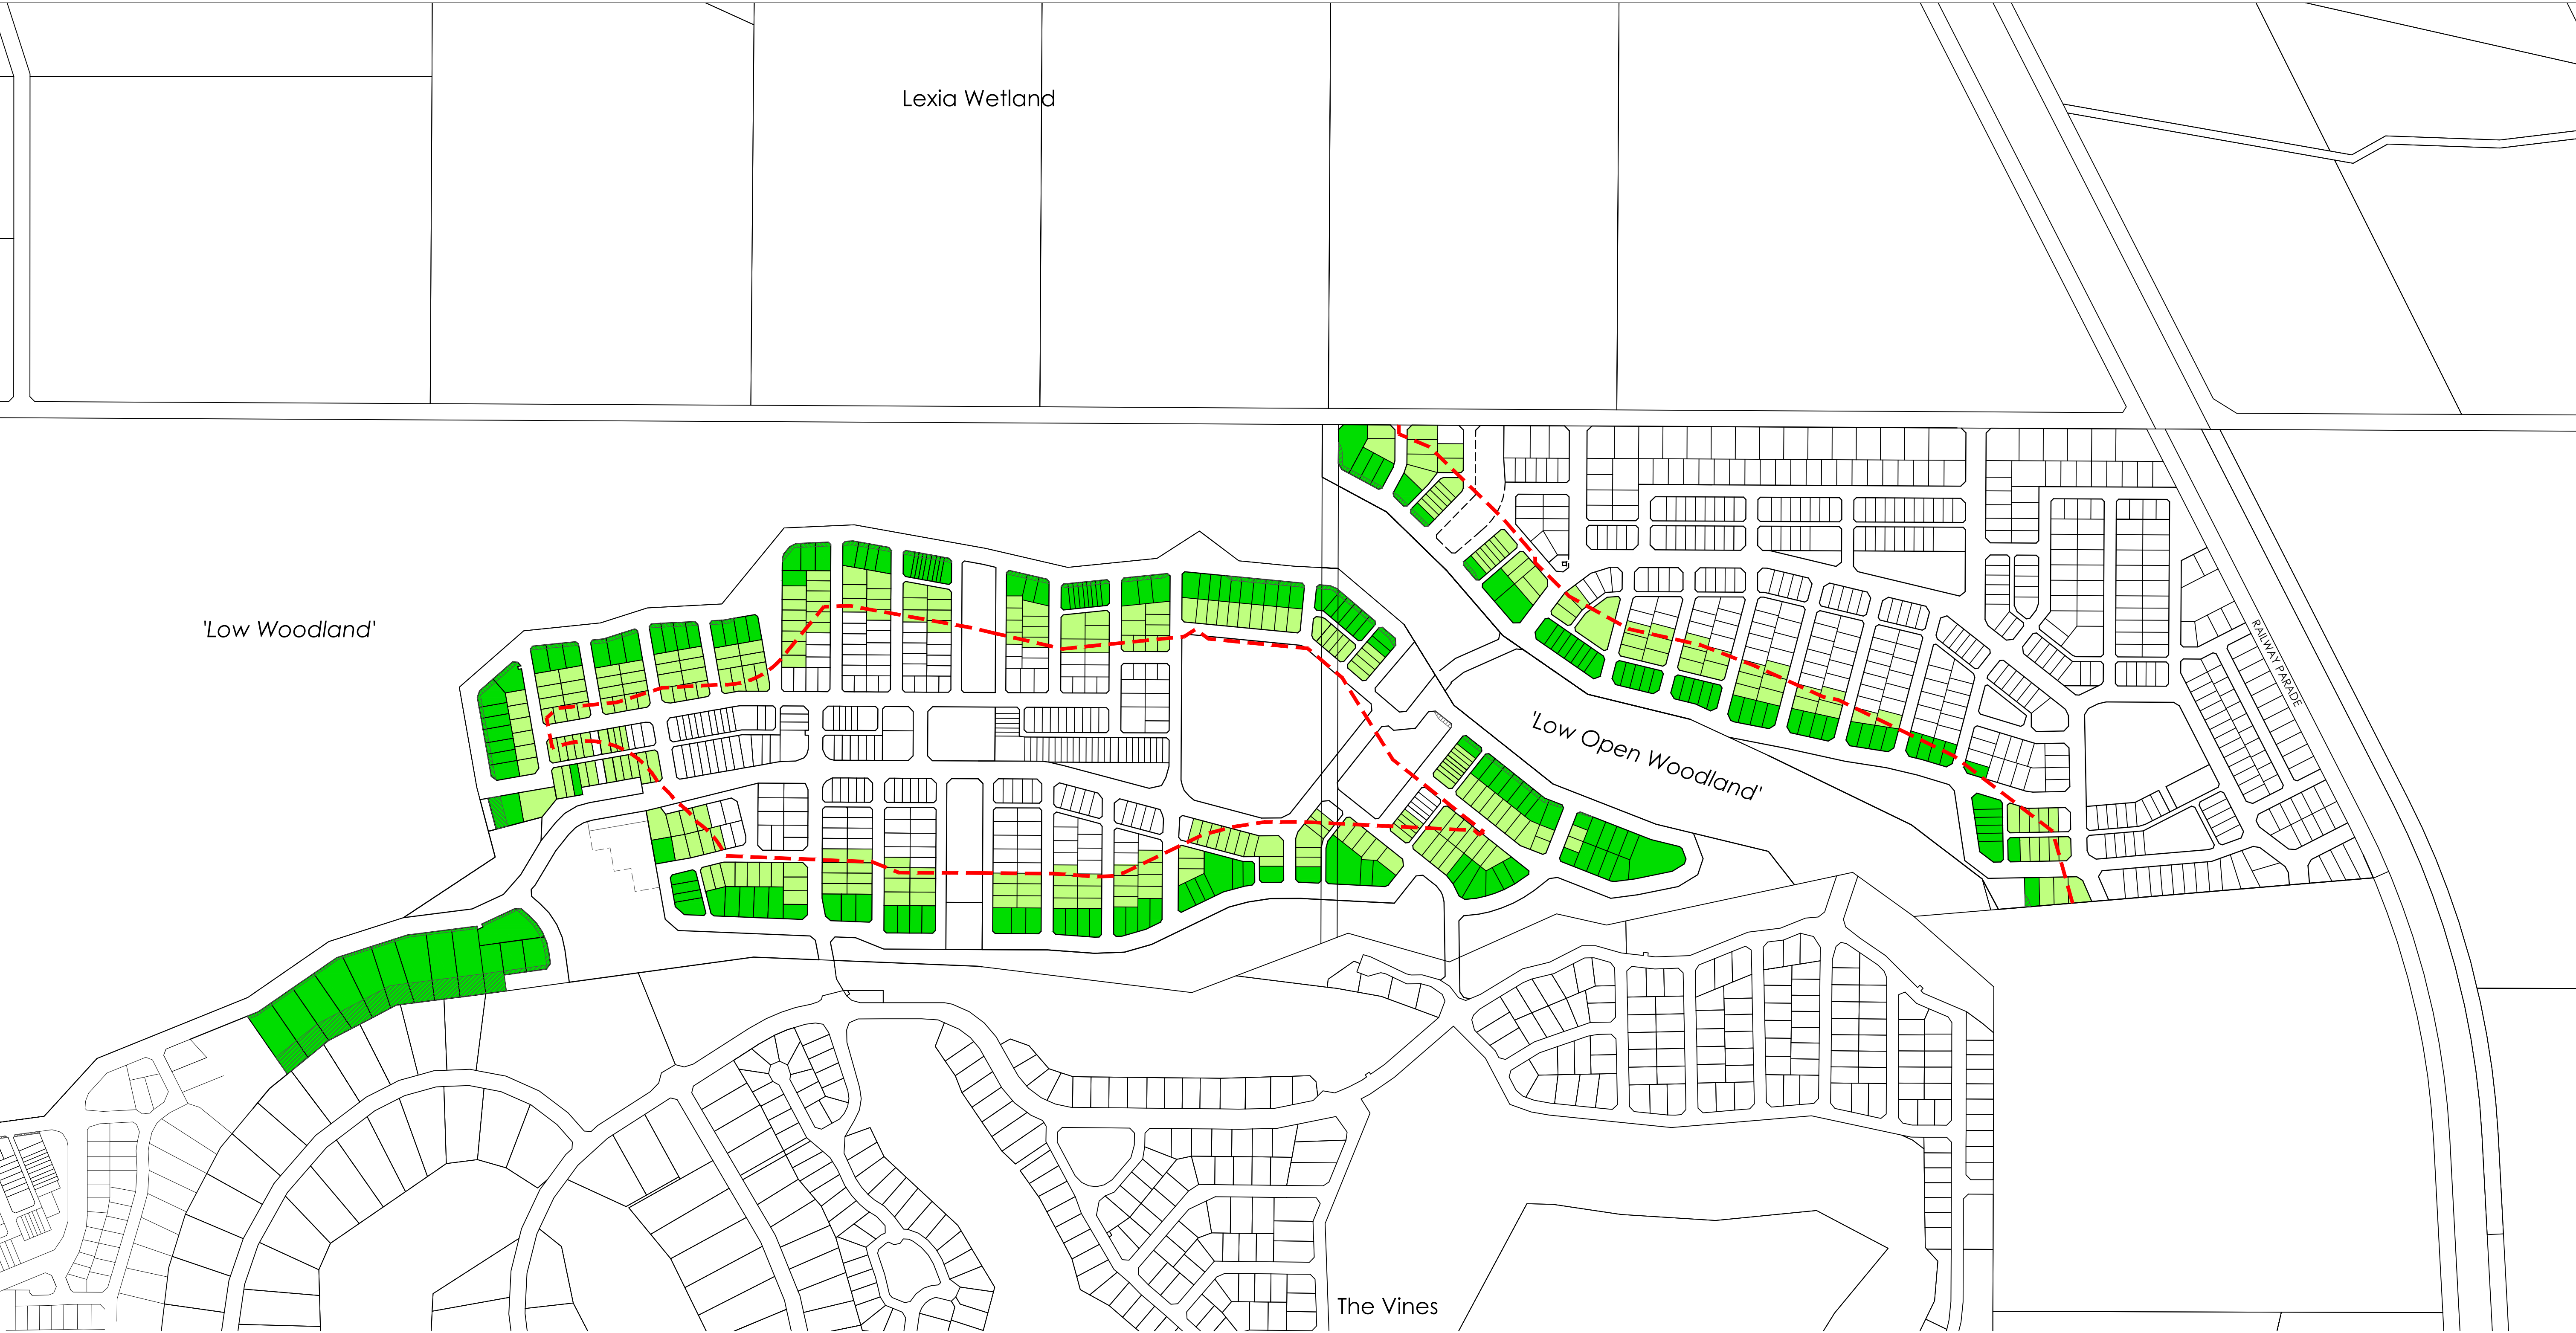 Lexia Wetland
'Low Woodland'
RAILWAY PARADE
'Low Open Woodland'
The Vines